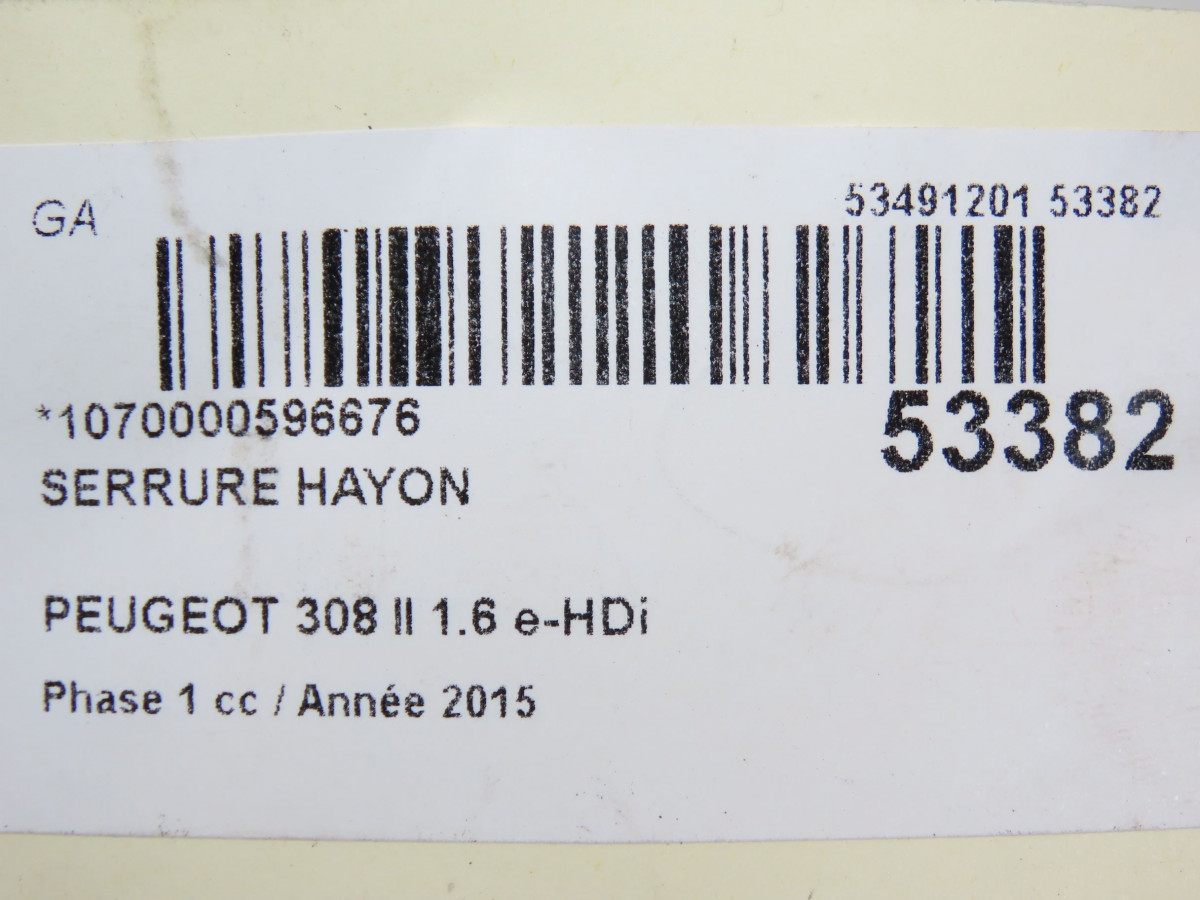 GA
53491201 53382
*1070000596676
53382
SERRURE HAYON
PEUGEOT 308 II 1.6 e-HDi
Phase 1 cc / Année 2015